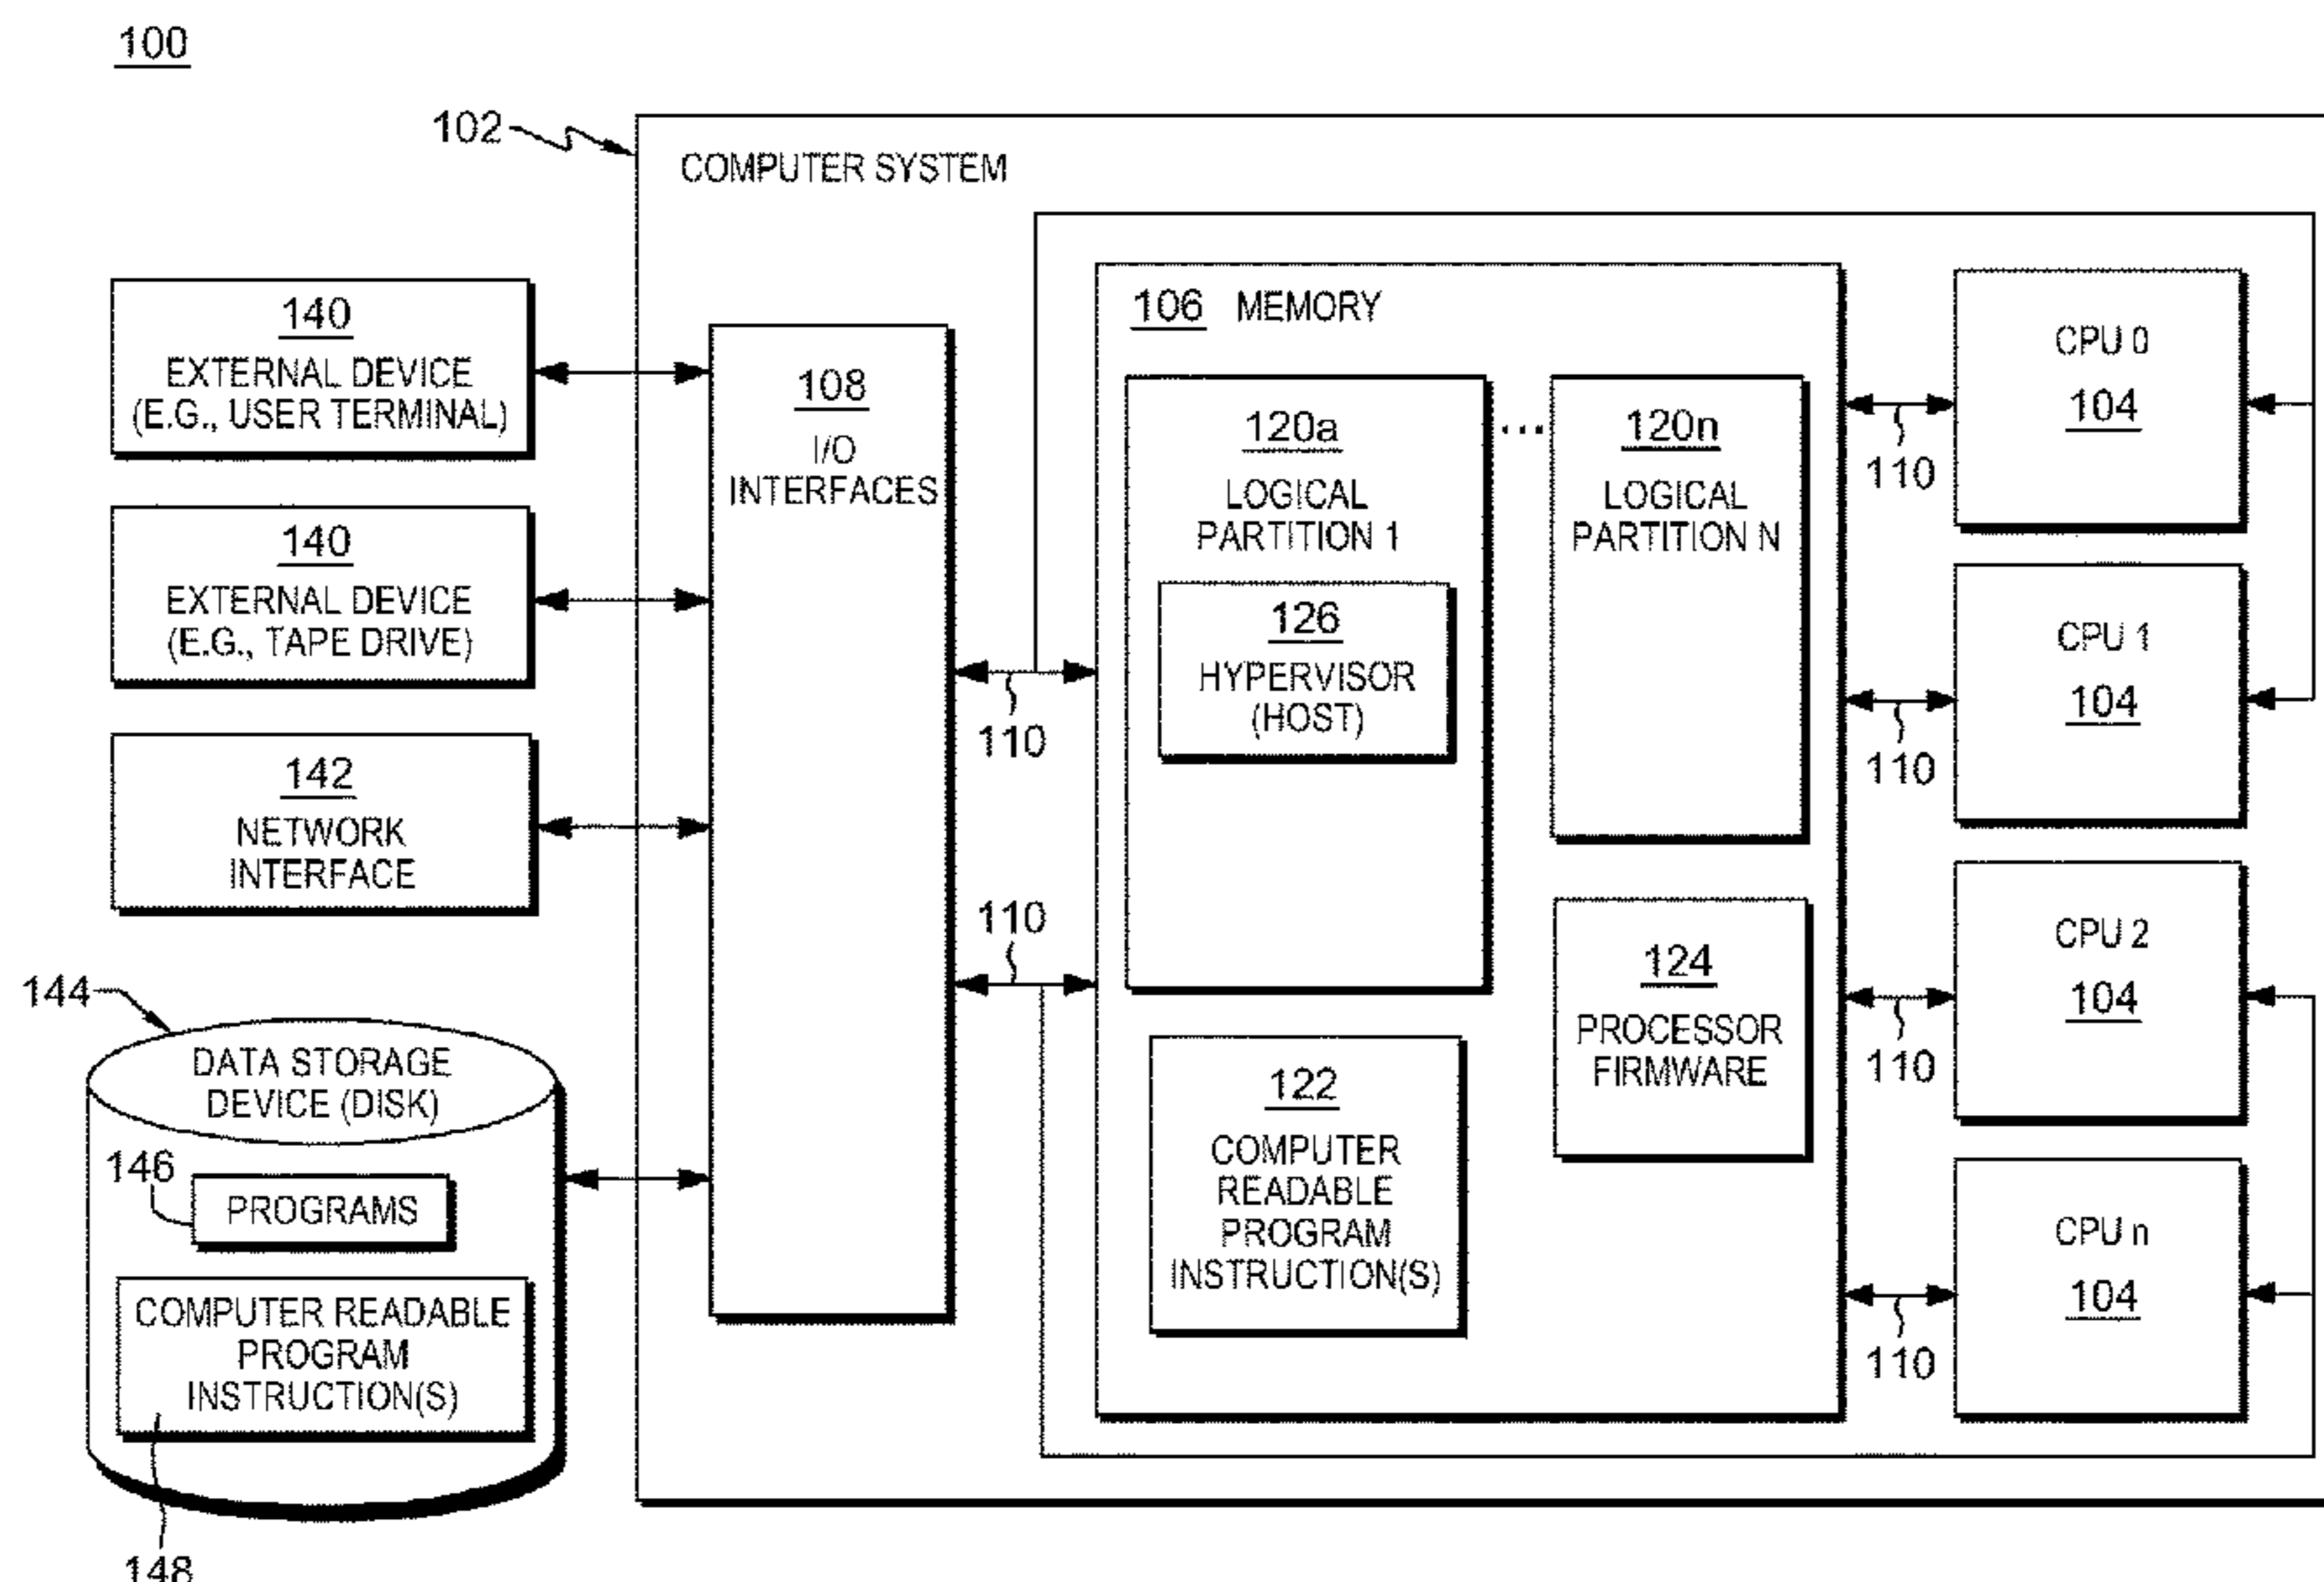 100
102
COMPUTER SYSTEM
140
EXTERNAL DEVICE
(E.G., USER TERMINAL)
140
EXTERNAL DEVICE
(E.G., TAPE DRIVE)
142
NETWORK
INTERFACE
144
DATA STORAGE
DEVICE (DISK)
146
PROGRAMS
COMPUTER READABLE
PROGRAM
INSTRUCTION(S)
148
108
I/O
INTERFACES
110
110
106 MEMORY
120a
LOGICAL
PARTITION 1
126
HYPERVISOR
(HOST)
...
120n
LOGICAL
PARTITION N
124
PROCESSOR
FIRMWARE
122
COMPUTER
READABLE
PROGRAM
INSTRUCTION(S)
110
110
110
110
CPU 0
104
CPU 1
104
CPU 2
104
CPU n
104